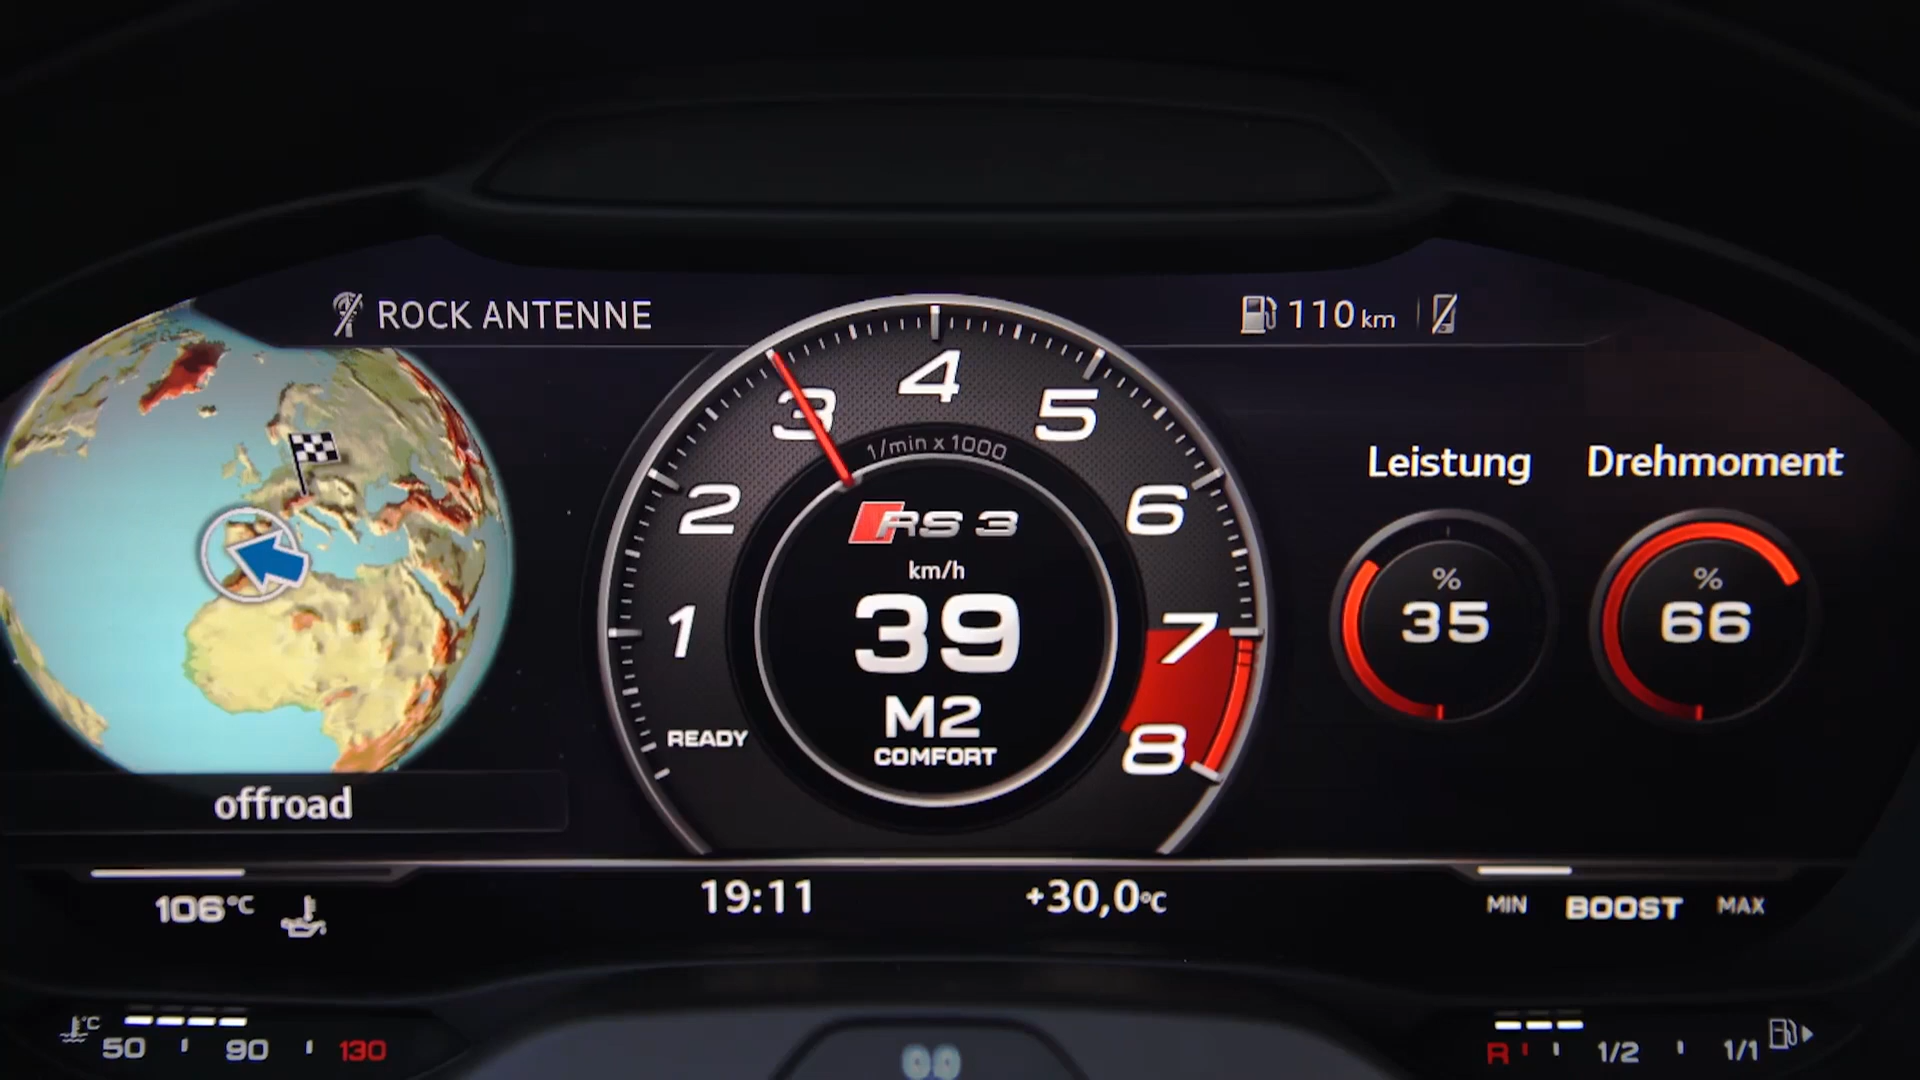 ROCK ANTENNE
110 km
offroad
1
2
3
4
5
6
7
8
1/min x 1000
RS 3
km/h
39
M2
COMFORT
READY
Leistung
% 35
Drehmoment
% 66
106°C
19:11
+30,0°C
MIN BOOST MAX
°C
50 90 130
R 1/2 1/1